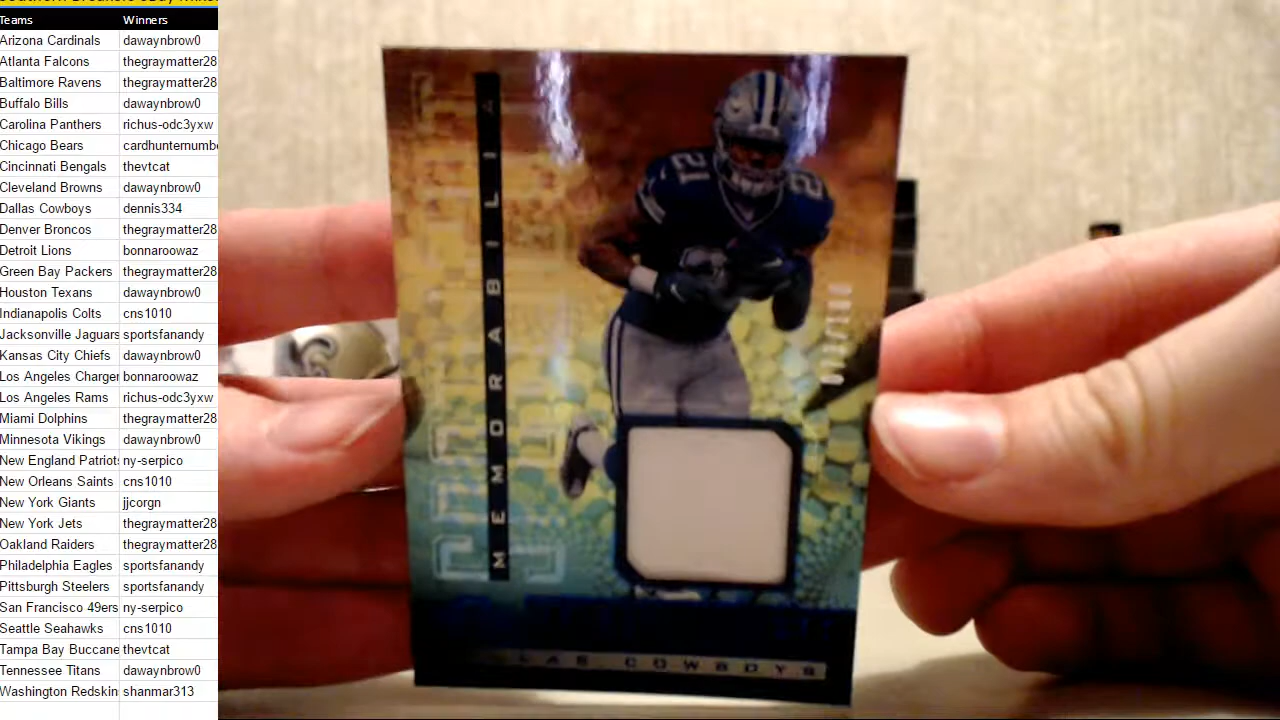 Teams Winners
Arizona Cardinals dawaynbrow0
Atlanta Falcons thegraymatter28
Baltimore Ravens thegraymatter28
Buffalo Bills dawaynbrow0
Carolina Panthers richus-odc3yxw
Chicago Bears cardhunternumbe
Cincinnati Bengals thevtcat
Cleveland Browns dawaynbrow0
Dallas Cowboys dennis334
Denver Broncos thegraymatter28
Detroit Lions bonnaroowaz
Green Bay Packers thegraymatter28
Houston Texans dawaynbrow0
Indianapolis Colts cns1010
Jacksonville Jaguars sportsfanandy
Kansas City Chiefs dawaynbrow0
Los Angeles Charger bonnaroowaz
Los Angeles Rams richus-odc3yxw
Miami Dolphins thegraymatter28
Minnesota Vikings dawaynbrow0
New England Patriots ny-serpico
New Orleans Saints cns1010
New York Giants jjcorgn
New York Jets thegraymatter28
Oakland Raiders thegraymatter28
Philadelphia Eagles sportsfanandy
Pittsburgh Steelers sportsfanandy
San Francisco 49ers ny-serpico
Seattle Seahawks cns1010
Tampa Bay Buccane thevtcat
Tennessee Titans dawaynbrow0
Washington Redskin shanmar313
MEMORABILIA
21
COWBOYS